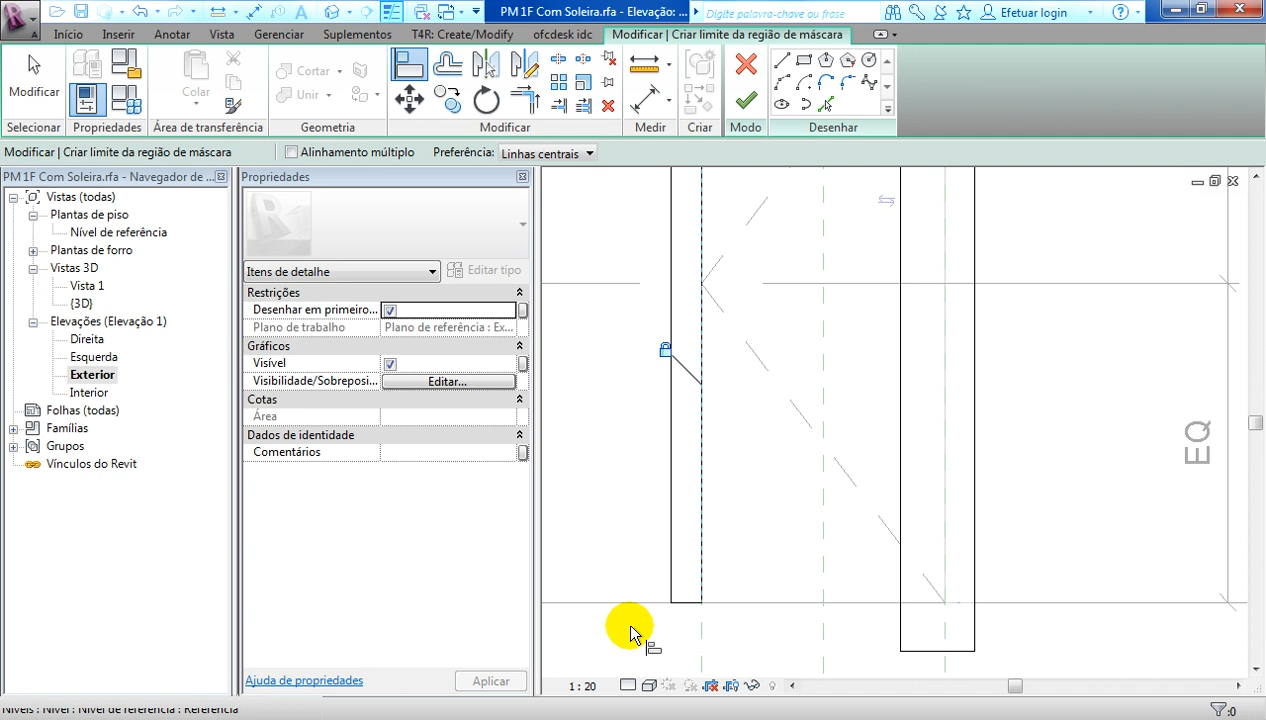 PM 1F Com Soleira.rfa - Elevação: ...
Digite palavra-chave ou frase
Efetuar login
Início
Inserir
Anotar
Vista
Gerenciar
Suplementos
T4R: Create/Modify
ofcdesk idc
Modificar | Criar limite da região de máscara
Modificar
Colar
Cortar
Unir
Selecionar
Propriedades
Área de transferência
Geometria
Modificar
Medir
Criar
Modo
Desenhar
Modificar | Criar limite da região de máscara
Alinhamento múltiplo
Preferência:
Linhas centrais
PM 1F Com Soleira.rfa - Navegador de ...
Vistas (todas)
Plantas de piso
Nível de referência
Plantas de forro
Vistas 3D
Vista 1
{3D}
Elevações (Elevação 1)
Direita
Esquerda
Exterior
Interior
Folhas (todas)
Famílias
Grupos
Vínculos do Revit
Propriedades
Itens de detalhe
Editar tipo
Restrições
Desenhar em primeiro...
Plano de trabalho
Plano de referência : Ex...
Gráficos
Visível
Visibilidade/Sobreposi...
Editar...
Cotas
Área
Dados de identidade
Comentários
Ajuda de propriedades
Aplicar
EQ
1 : 20
Níveis : Nível : Nível de referência : Referência
:0